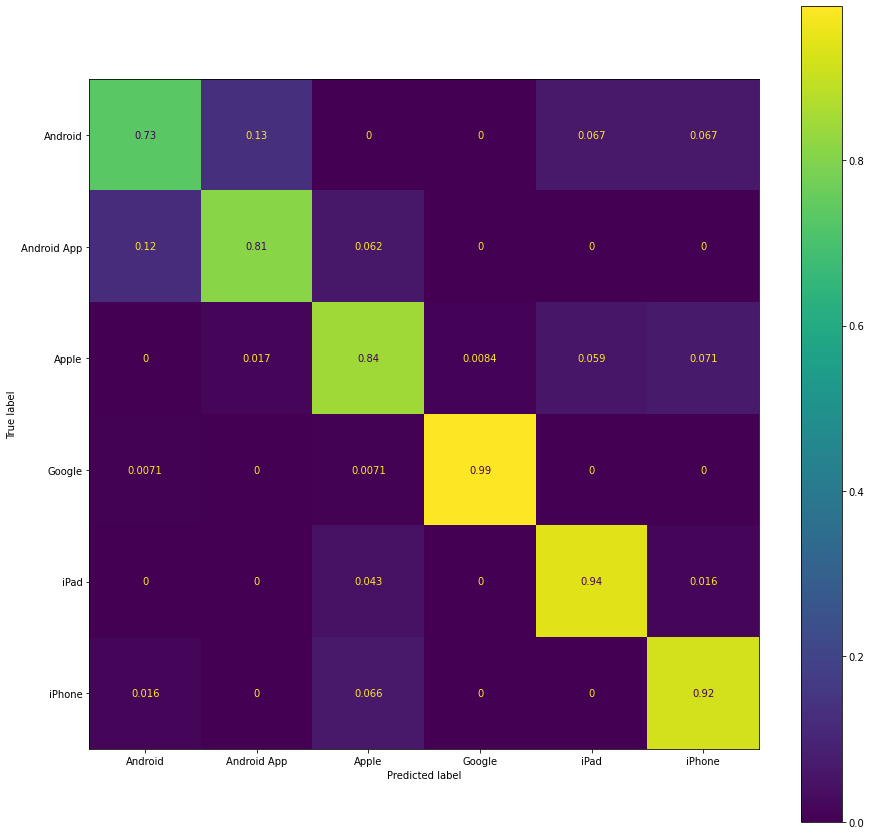 Android 0.73 0.13 0 0 0.067 0.067
Android App 0.12 0.81 0.062 0 0 0
Apple 0 0.017 0.84 0.0084 0.059 0.071
Google 0.0071 0 0.0071 0.99 0 0
iPad 0 0 0.043 0 0.94 0.016
iPhone 0.016 0 0.066 0 0 0.92
Android Android App Apple Google iPad iPhone
Predicted label
True label
0.8
0.6
0.4
0.2
0.0